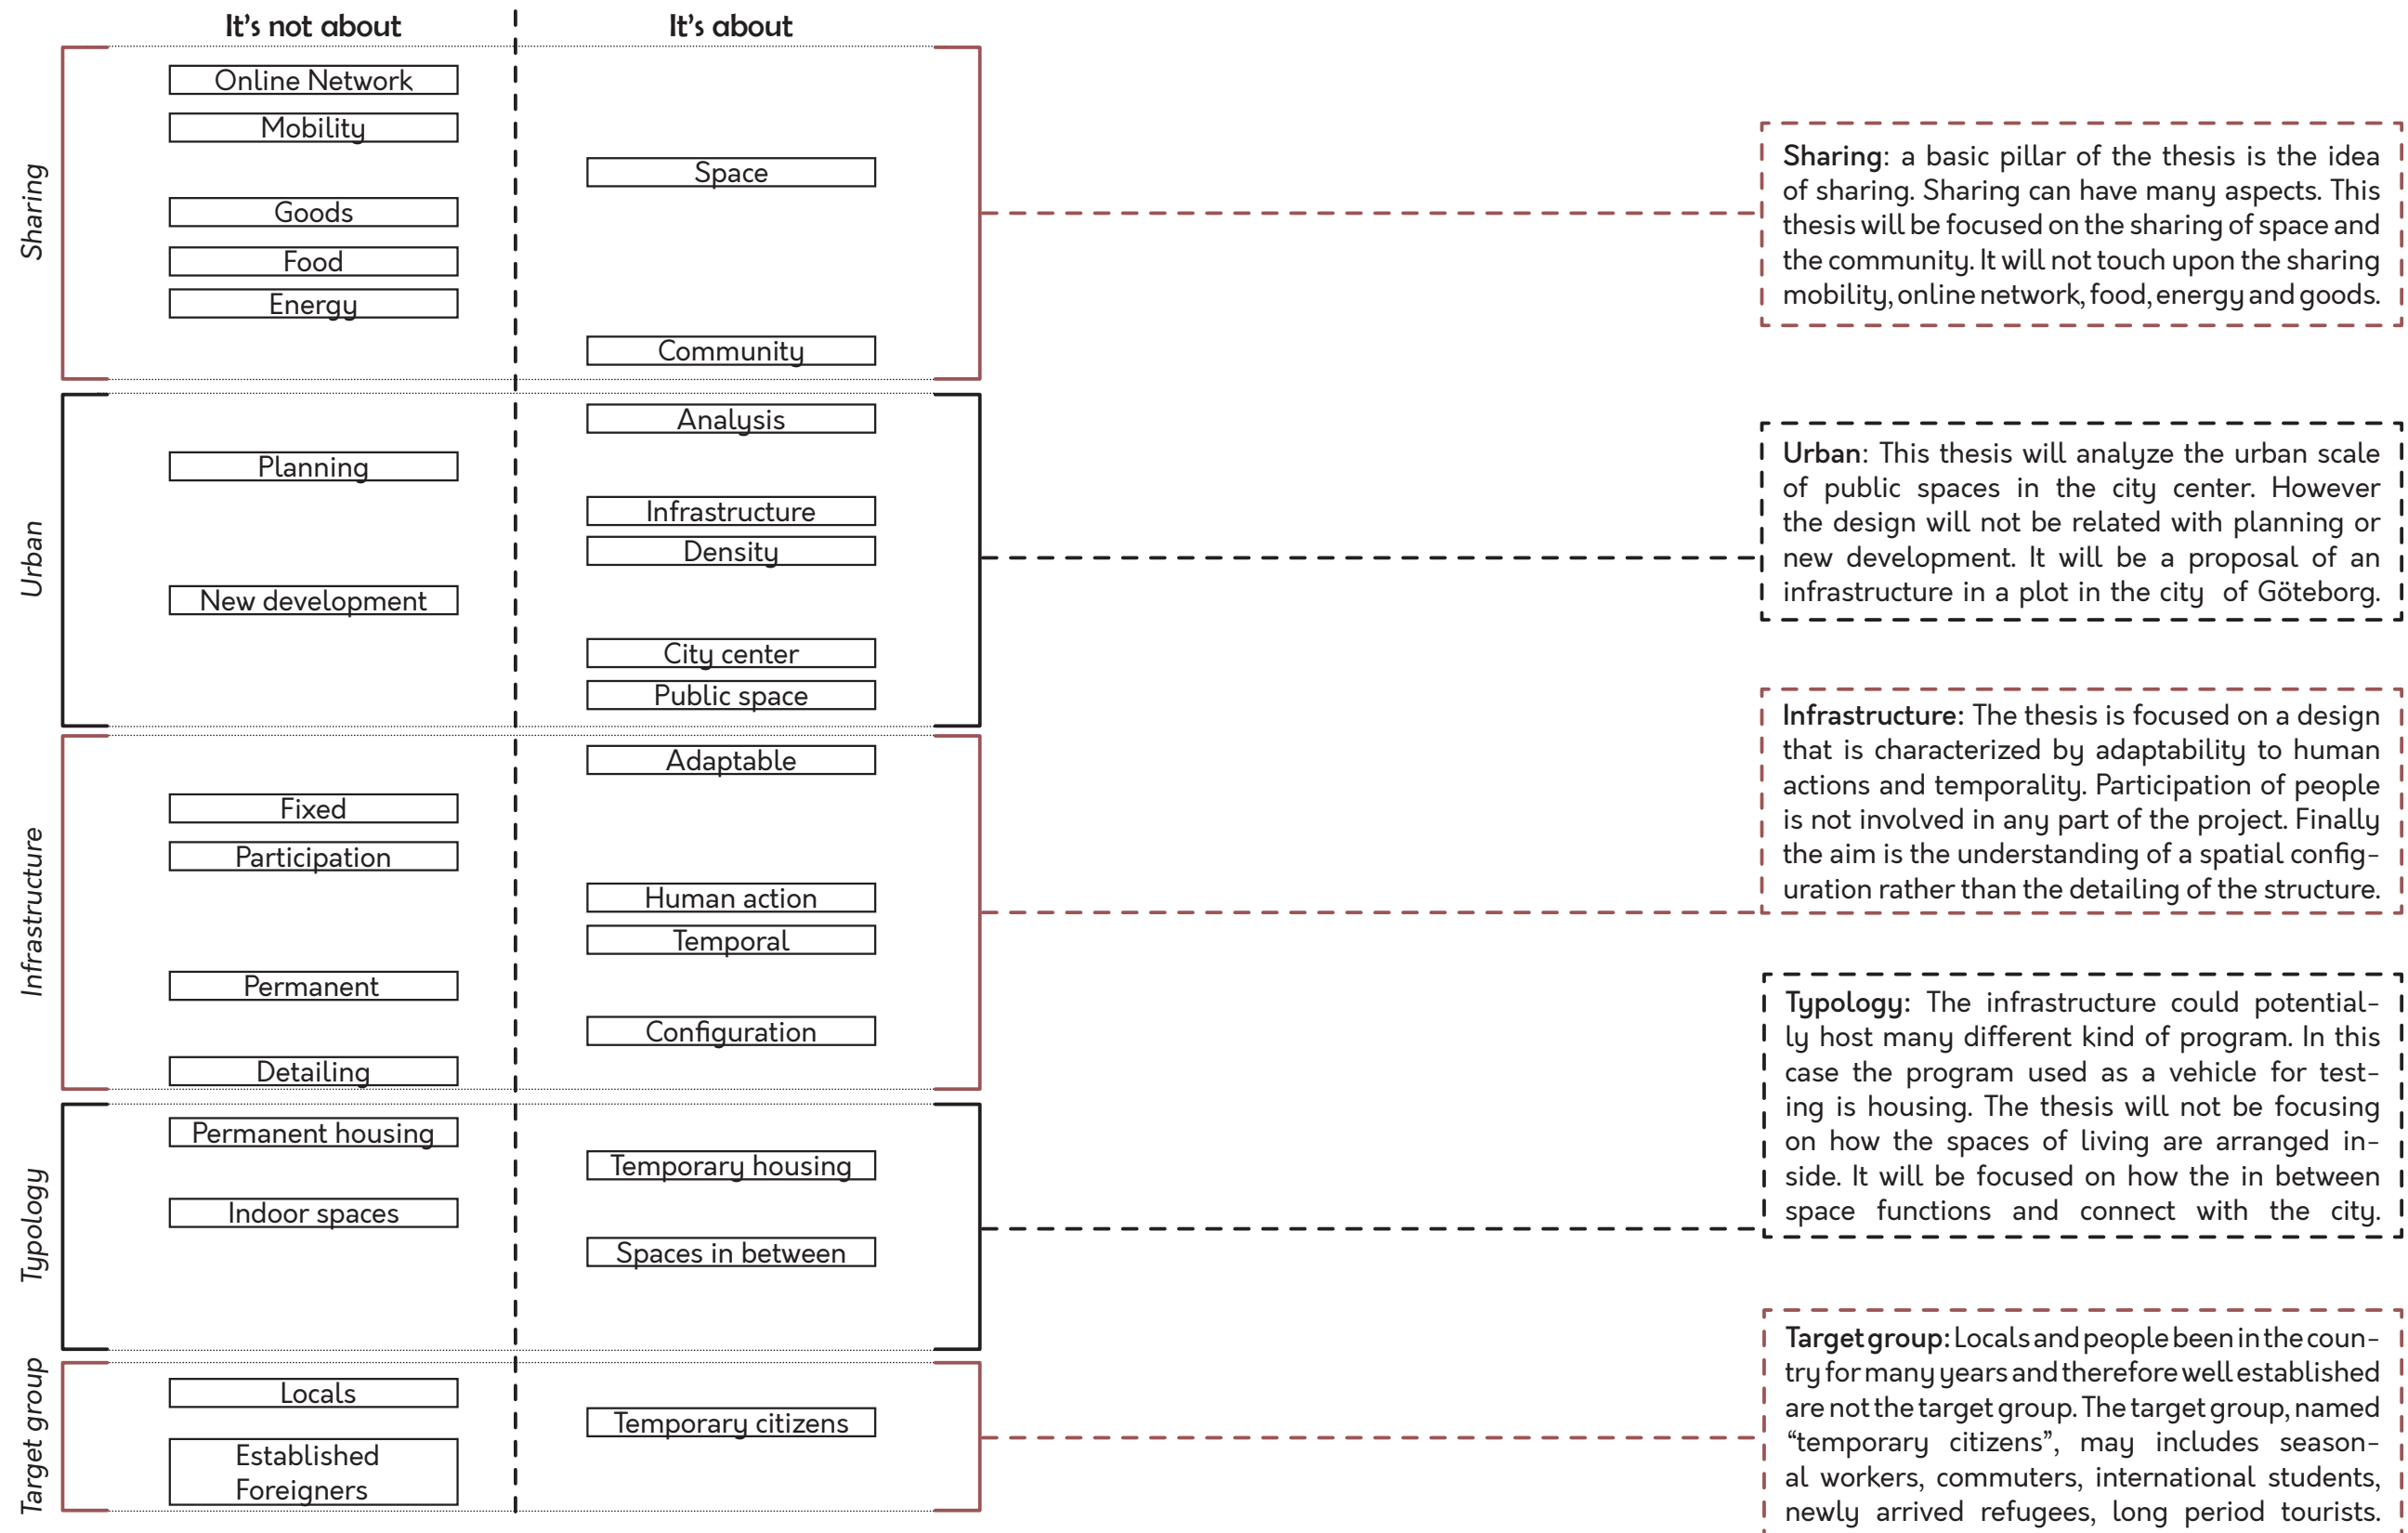 It's not about
It's about
Sharing
Online Network
Mobility
Goods
Food
Energy
Space
Community
Urban
Planning
New development
Analysis
Infrastructure
Density
City center
Public space
Infrastructure
Fixed
Participation
Permanent
Detailing
Adaptable
Human action
Temporal
Configuration
Typology
Permanent housing
Indoor spaces
Temporary housing
Spaces in between
Target group
Locals
Established
Foreigners
Temporary citizens
Sharing: a basic pillar of the thesis is the idea
of sharing. Sharing can have many aspects. This
thesis will be focused on the sharing of space and
the community. It will not touch upon the sharing
mobility, online network, food, energy and goods.
Urban: This thesis will analyze the urban scale
of public spaces in the city center. However
the design will not be related with planning or
new development. It will be a proposal of an
infrastructure in a plot in the city of Göteborg.
Infrastructure: The thesis is focused on a design
that is characterized by adaptability to human
actions and temporality. Participation of people
is not involved in any part of the project. Finally
the aim is the understanding of a spatial config-
uration rather than the detailing of the structure.
Typology: The infrastructure could potential-
ly host many different kind of program. In this
case the program used as a vehicle for test-
ing is housing. The thesis will not be focusing
on how the spaces of living are arranged in-
side. It will be focused on how the in between
space functions and connect with the city.
Target group: Locals and people been in the coun-
try for many years and therefore well established
are not the target group. The target group, named
“temporary citizens”, may includes season-
al workers, commuters, international students,
newly arrived refugees, long period tourists.